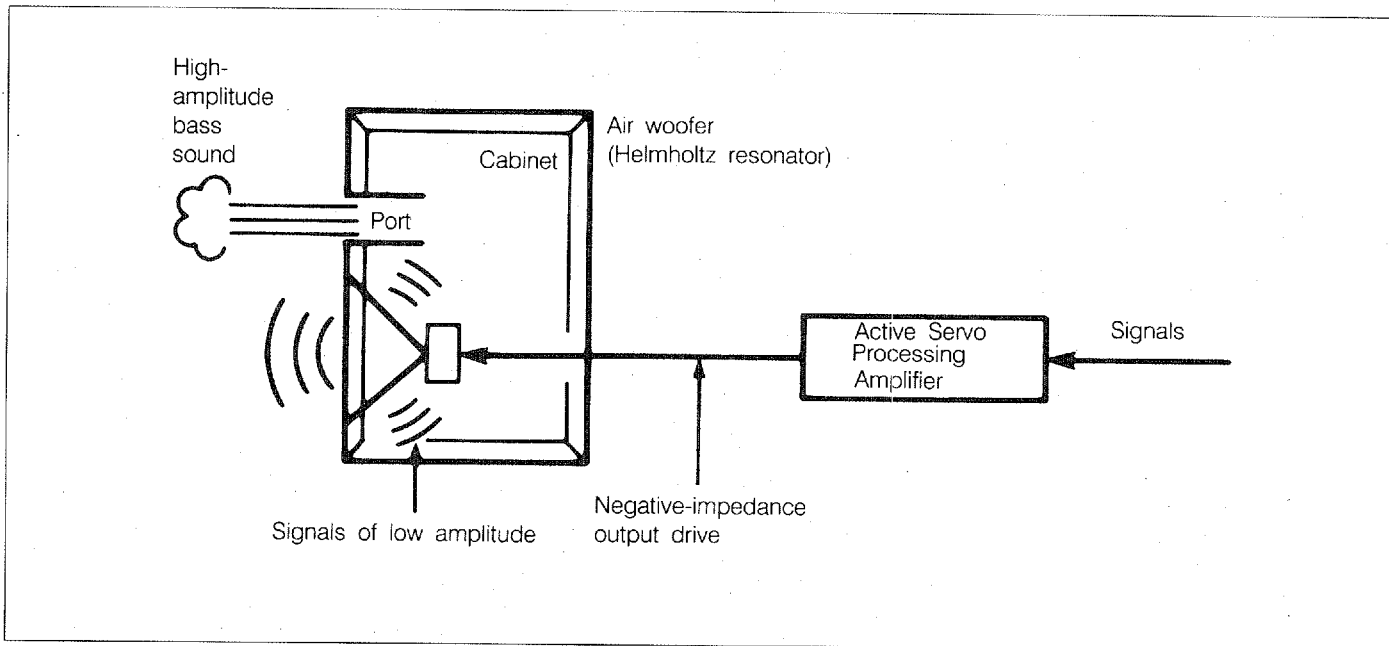 High-
amplitude
bass
sound
Air woofer
(Helmholtz resonator)
Cabinet
Port
Active Servo
Processing
Amplifier
Signals
Signals of low amplitude
Negative-impedance
output drive